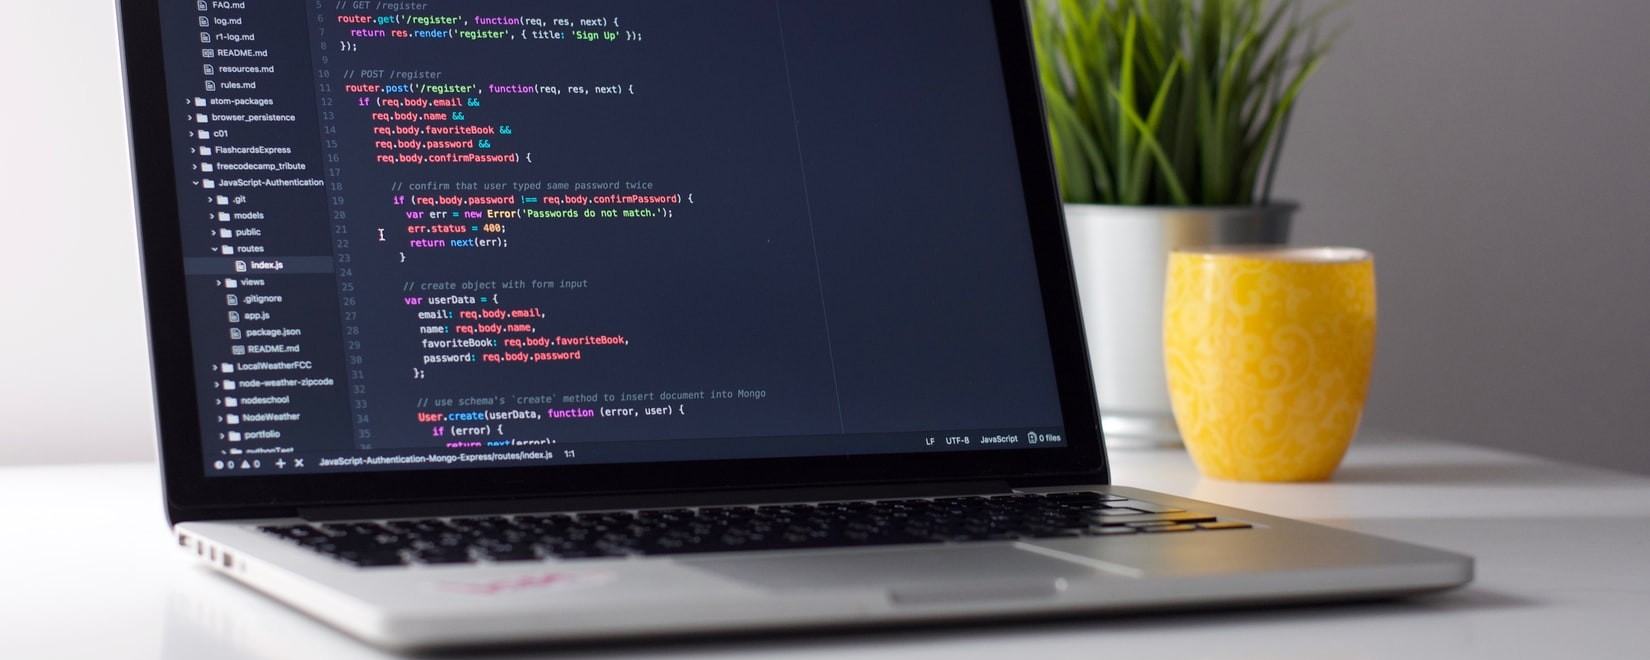 FAQ.md
log.md
r1-log.md
README.md
resources.md
rules.md
atom-packages
browser_persistence
c01
FlashcardsExpress
freecodecamp_tribute
JavaScript-Authentication
.git
models
public
routes
index.js
views
.gitignore
app.js
package.json
README.md
LocalWeatherFCC
node-weather-zipcode
nodeschool
NodeWeather
portfolio
pythonTest
5 // GET /register
6 router.get('/register', function(req, res, next) {
7 return res.render('register', { title: 'Sign Up' });
8 });
9
10 // POST /register
11 router.post('/register', function(req, res, next) {
12 if (req.body.email &&
13 req.body.name &&
14 req.body.favoriteBook &&
15 req.body.password &&
16 req.body.confirmPassword) {
17
18 // confirm that user typed same password twice
19 if (req.body.password !== req.body.confirmPassword) {
20 var err = new Error('Passwords do not match.');
21 err.status = 400;
22 return next(err);
23 }
24
25 // create object with form input
26 var userData = {
27 email: req.body.email,
28 name: req.body.name,
29 favoriteBook: req.body.favoriteBook,
30 password: req.body.password
31 };
32
33 // use schema's `create` method to insert document into Mongo
34 User.create(userData, function (error, user) {
35 if (error) {
36 return next(error);
0 0 + × JavaScript-Authentication-Mongo-Express/routes/index.js 1:1 LF UTF-8 JavaScript 0 files